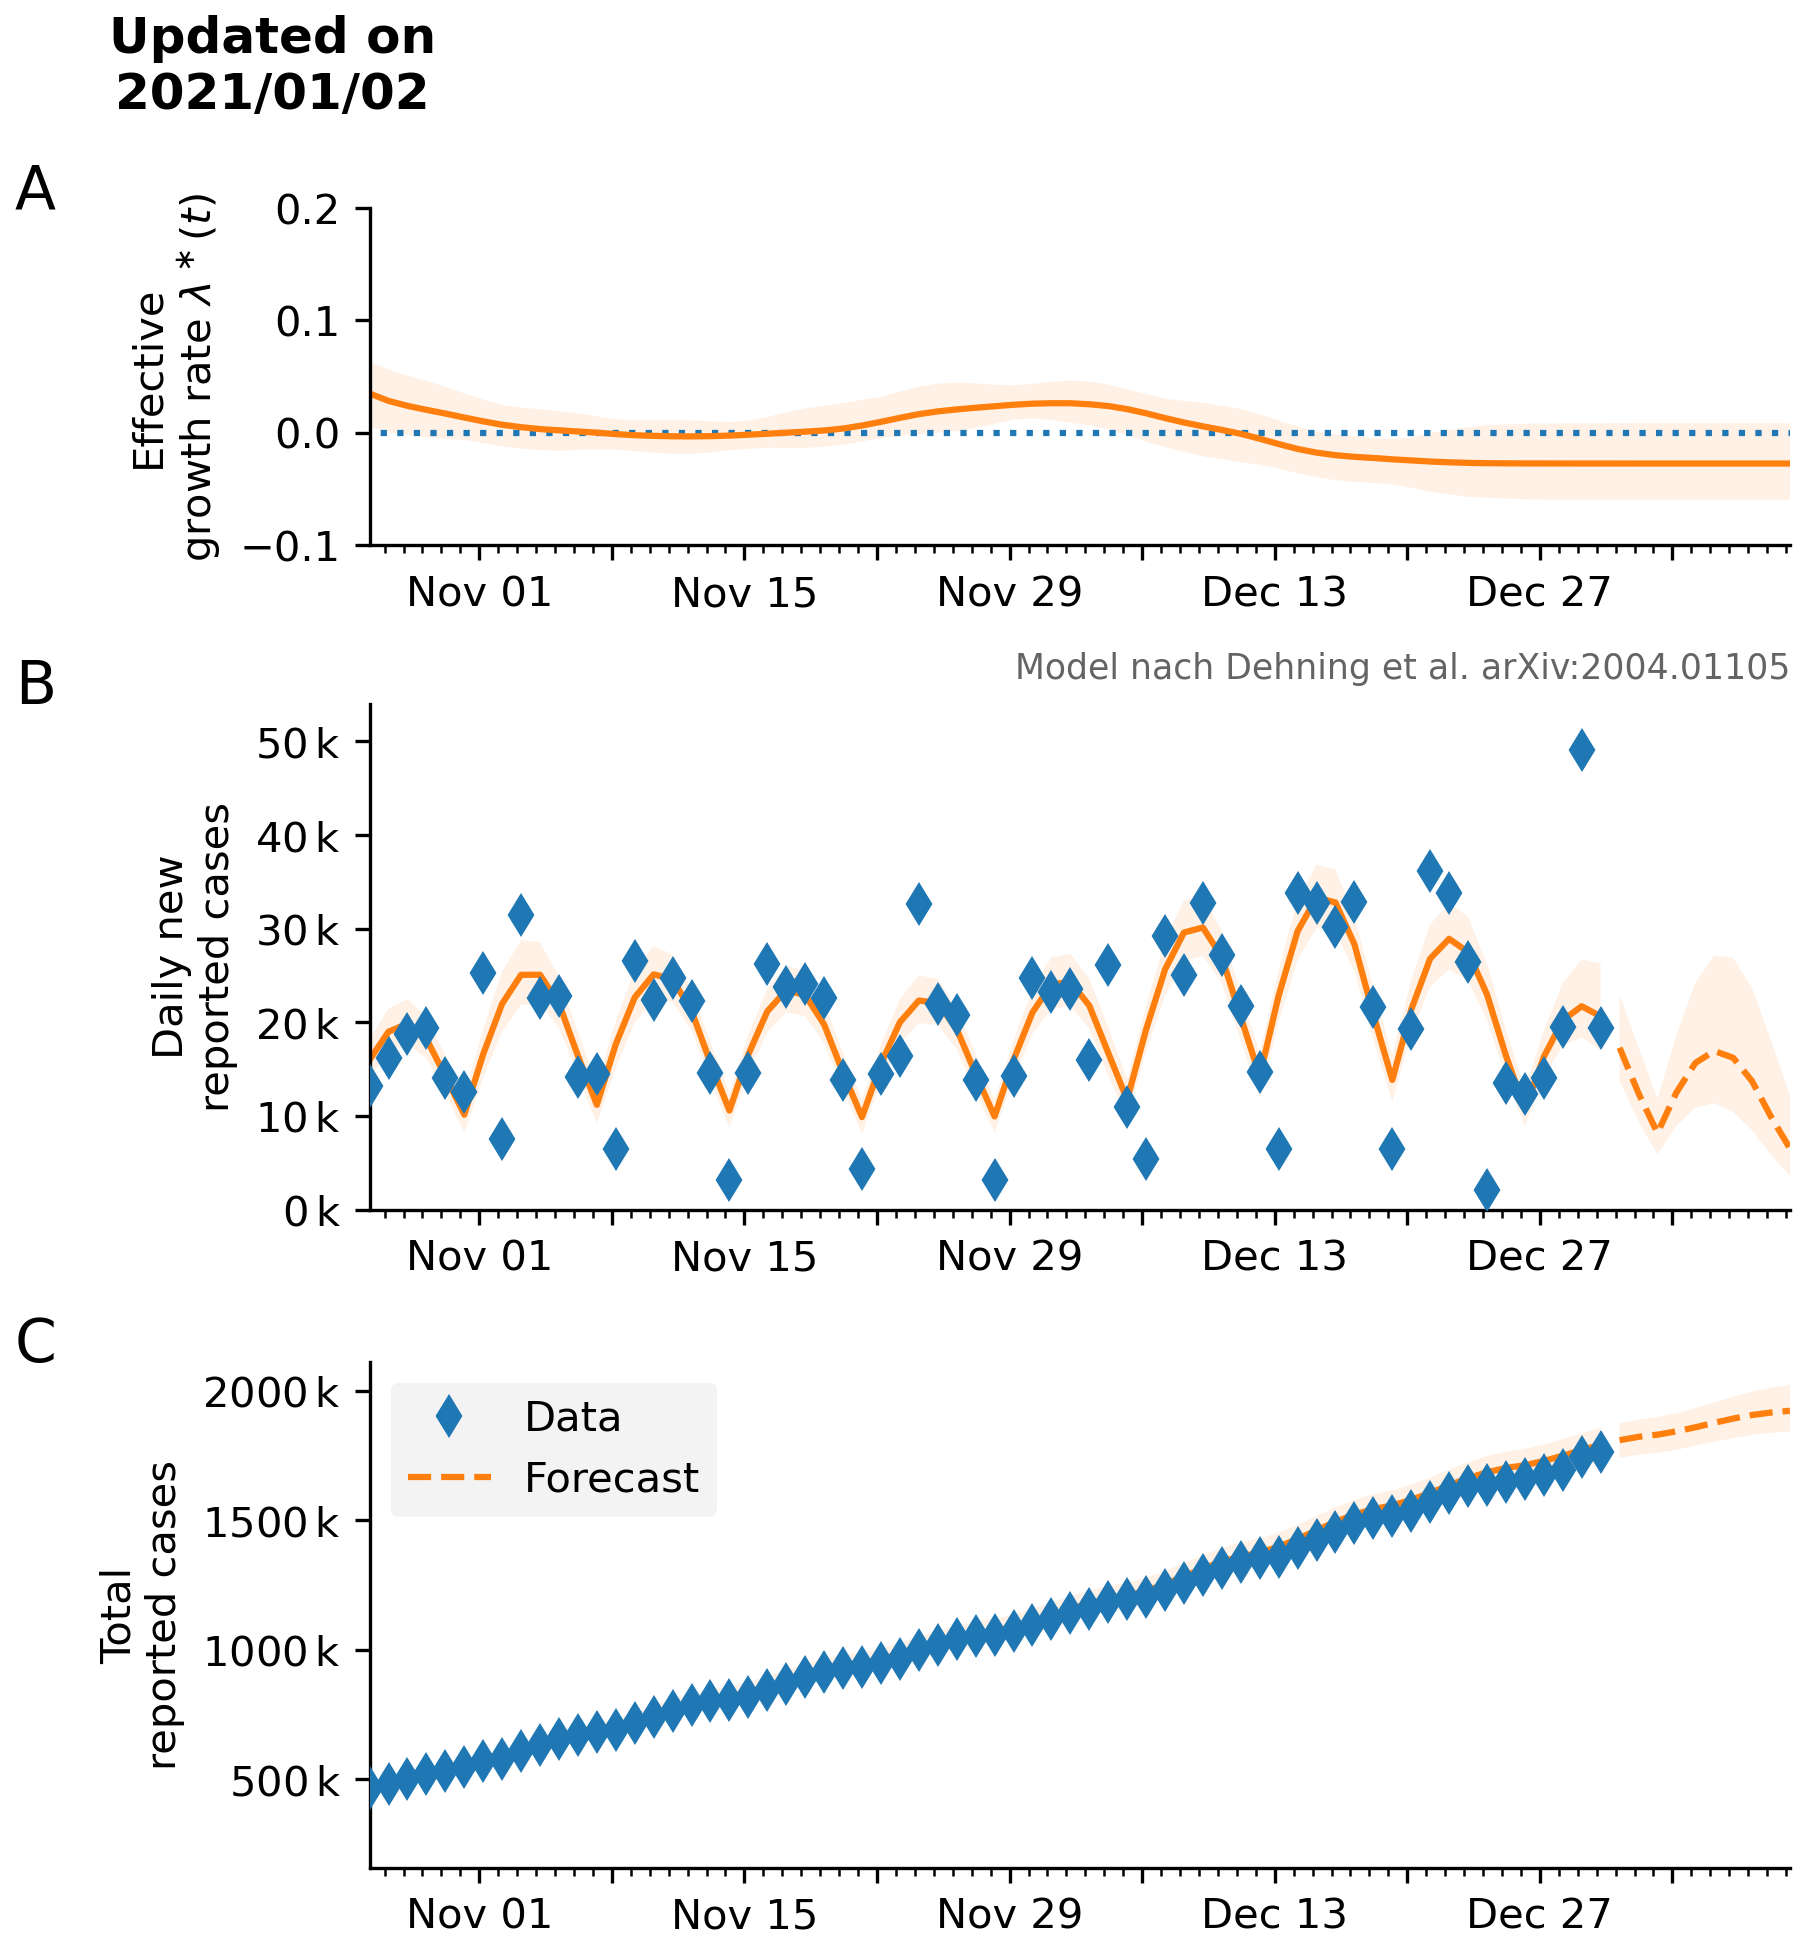 Updated on
2021/01/02
A
Effective
growth rate λ * (t)
0.2
0.1
0.0
−0.1
Nov 01 Nov 15 Nov 29 Dec 13 Dec 27
B
Model nach Dehning et al. arXiv:2004.01105
Daily new
reported cases
50 k
40 k
30 k
20 k
10 k
0 k
Nov 01 Nov 15 Nov 29 Dec 13 Dec 27
C
Total
reported cases
2000 k
1500 k
1000 k
500 k
Data
Forecast
Nov 01 Nov 15 Nov 29 Dec 13 Dec 27